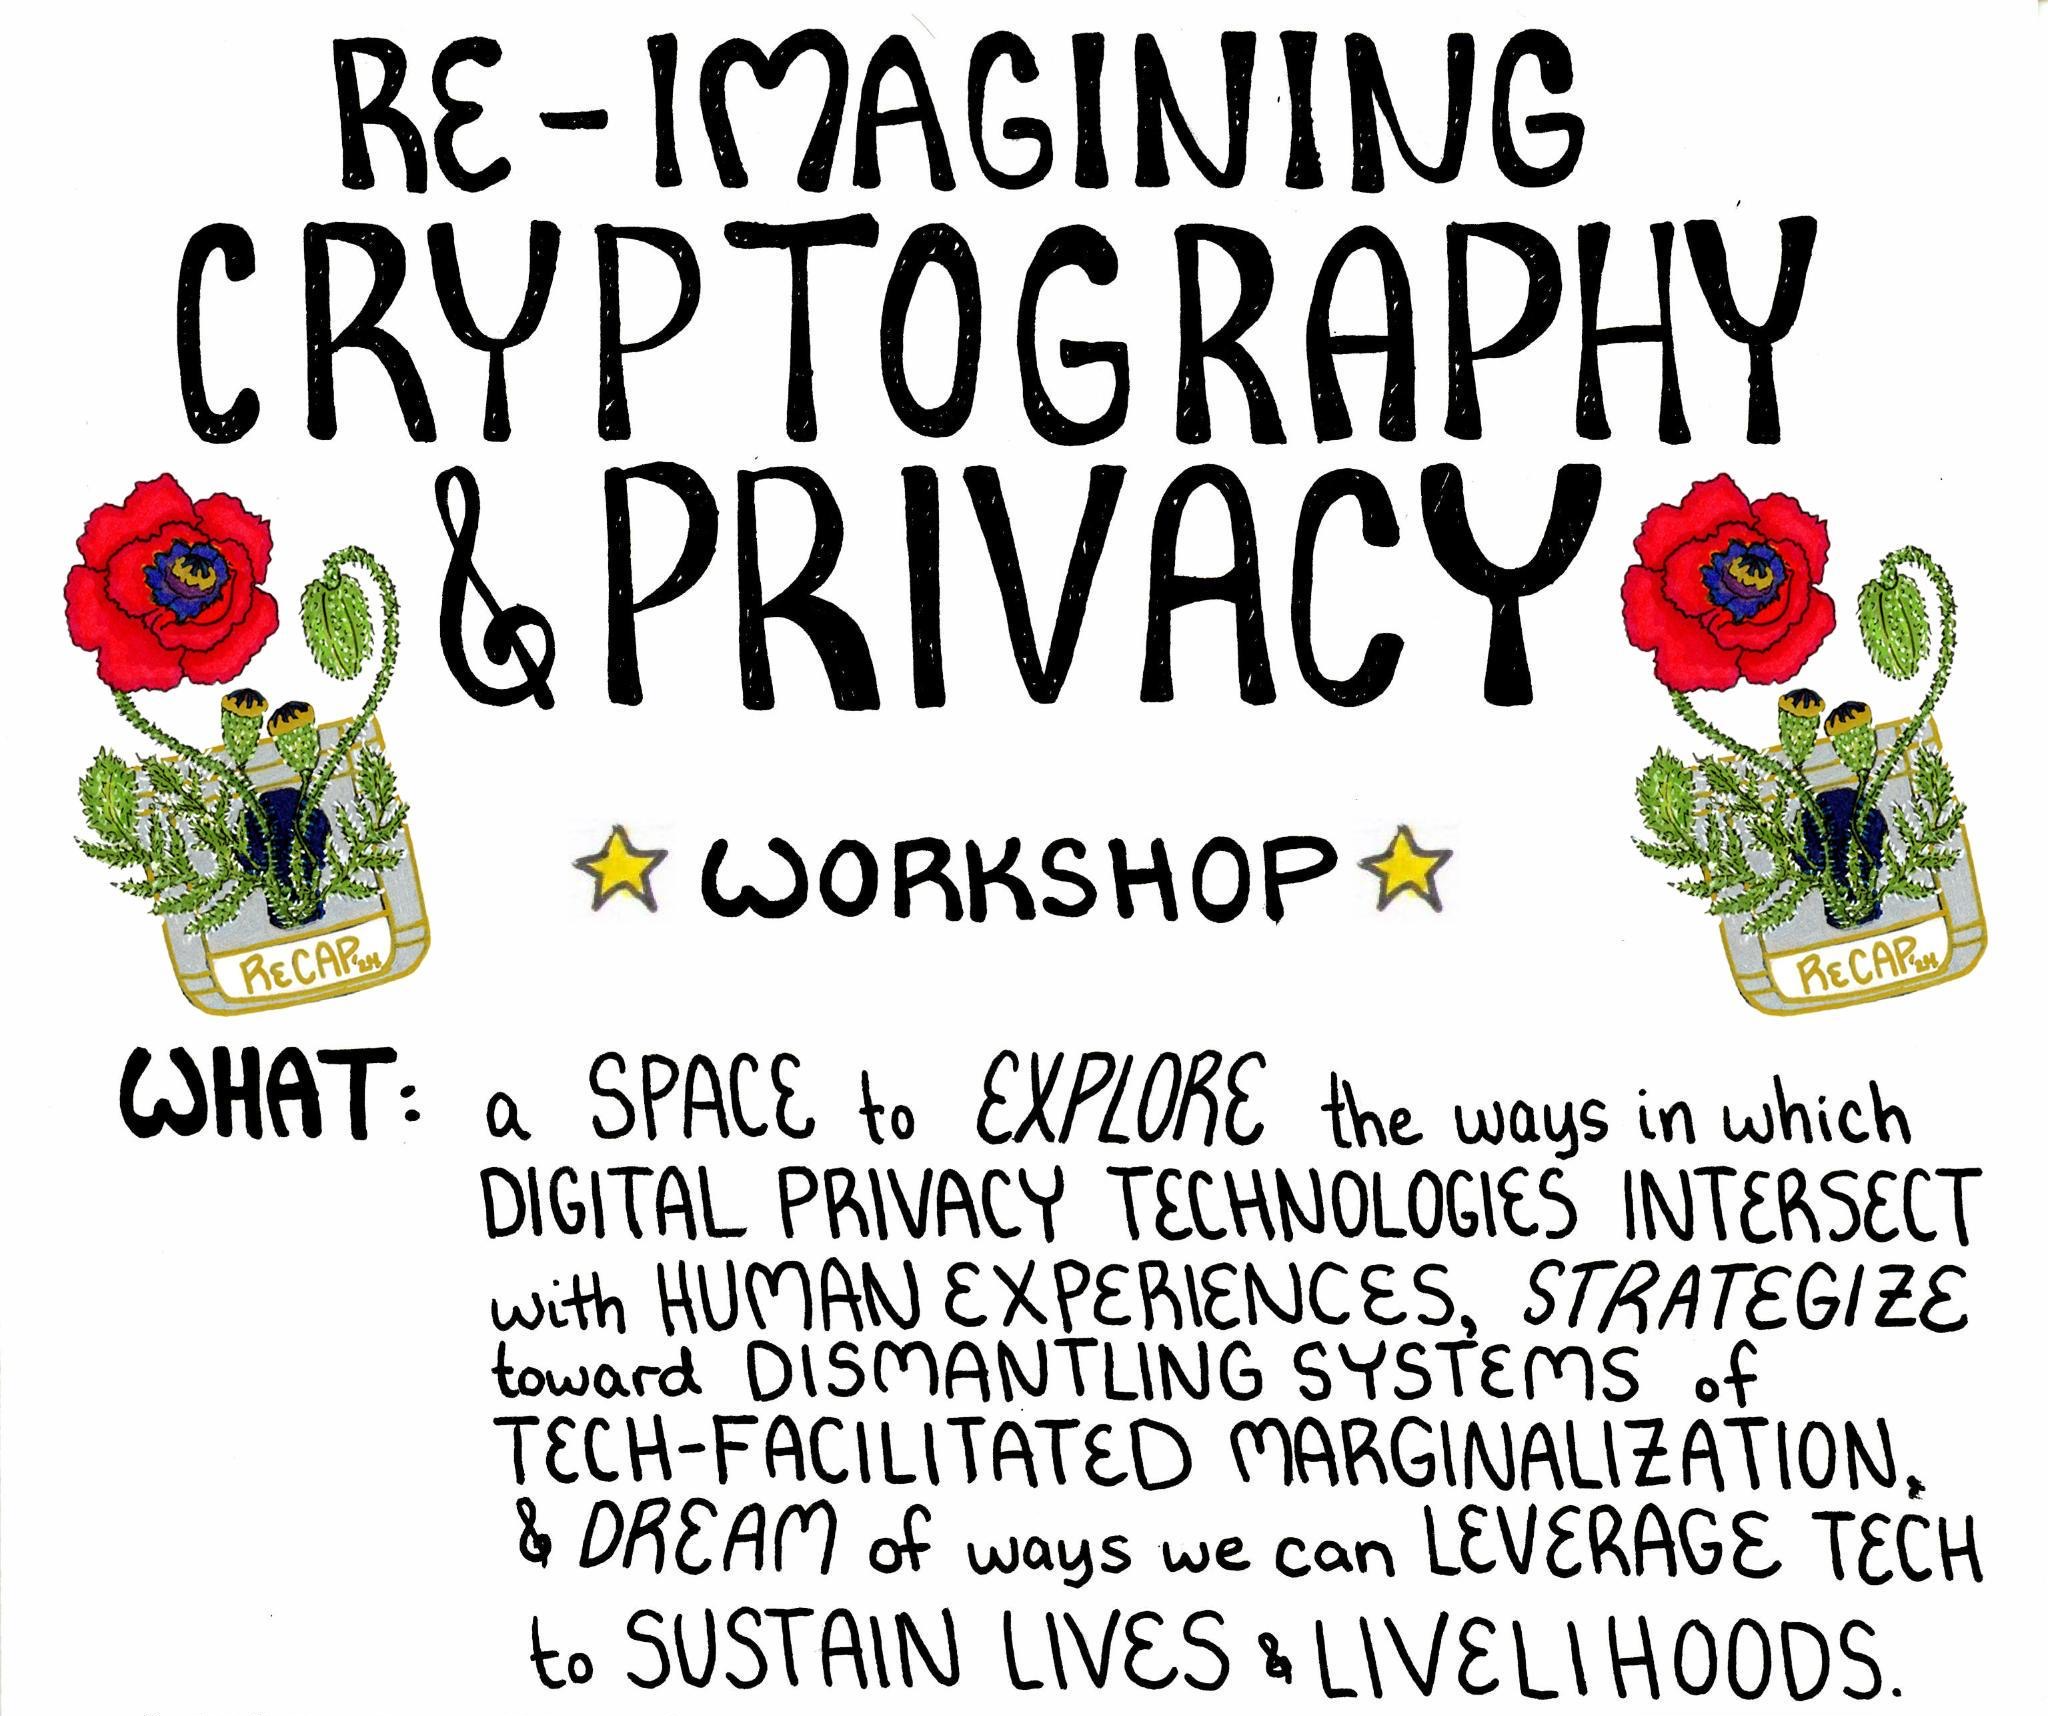 RE-IMAGINING
CRYPTOGRAPHY
& PRIVACY
WORKSHOP
ReCAP'24
ReCAP'24
WHAT: a SPACE to EXPLORE the ways in which
DIGITAL PRIVACY TECHNOLOGIES INTERSECT
with HUMAN EXPERIENCES, STRATEGIZE
toward DISMANTLING SYSTEMS of
TECH-FACILITATED MARGINALIZATION,
& DREAM of ways we can LEVERAGE TECH
to SUSTAIN LIVES & LIVELIHOODS.